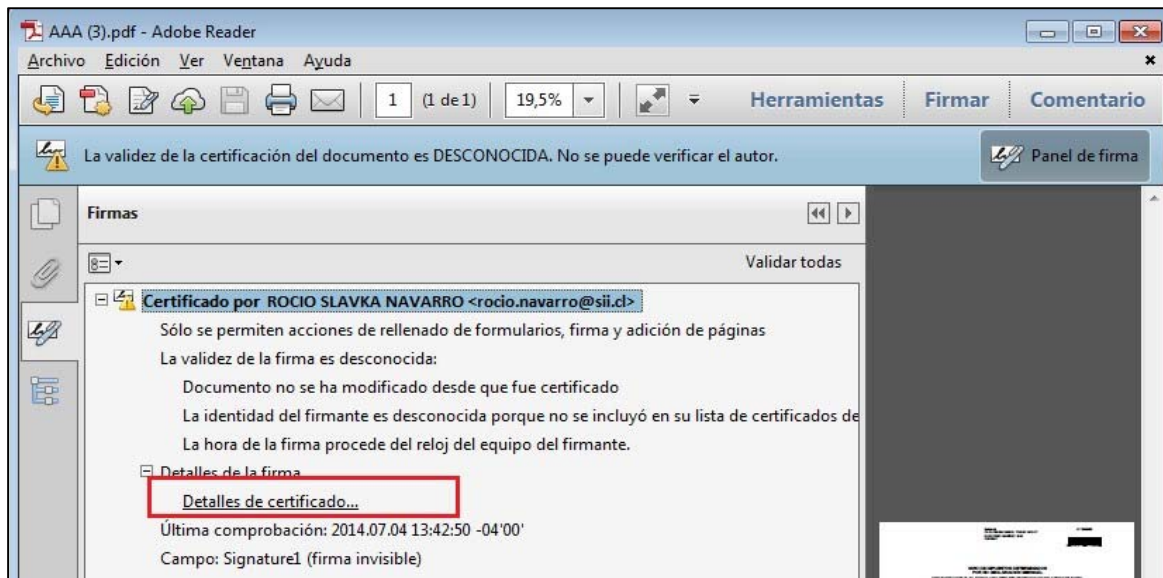 AAA (3).pdf - Adobe Reader
Archivo Edición Ver Ventana Ayuda
1 (1 de 1) 19,5% Herramientas Firmar Comentario
La validez de la certificación del documento es DESCONOCIDA. No se puede verificar el autor. Panel de firma
Firmas
Validar todas
Certificado por ROCIO SLAVKA NAVARRO <rocio.navarro@sii.cl>
Sólo se permiten acciones de rellenado de formularios, firma y adición de páginas
La validez de la firma es desconocida:
Documento no se ha modificado desde que fue certificado
La identidad del firmante es desconocida porque no se incluyó en su lista de certificados de
La hora de la firma procede del reloj del equipo del firmante.
Detalles de la firma
Detalles de certificado...
Última comprobación: 2014.07.04 13:42:50 -04'00'
Campo: Signature1 (firma invisible)